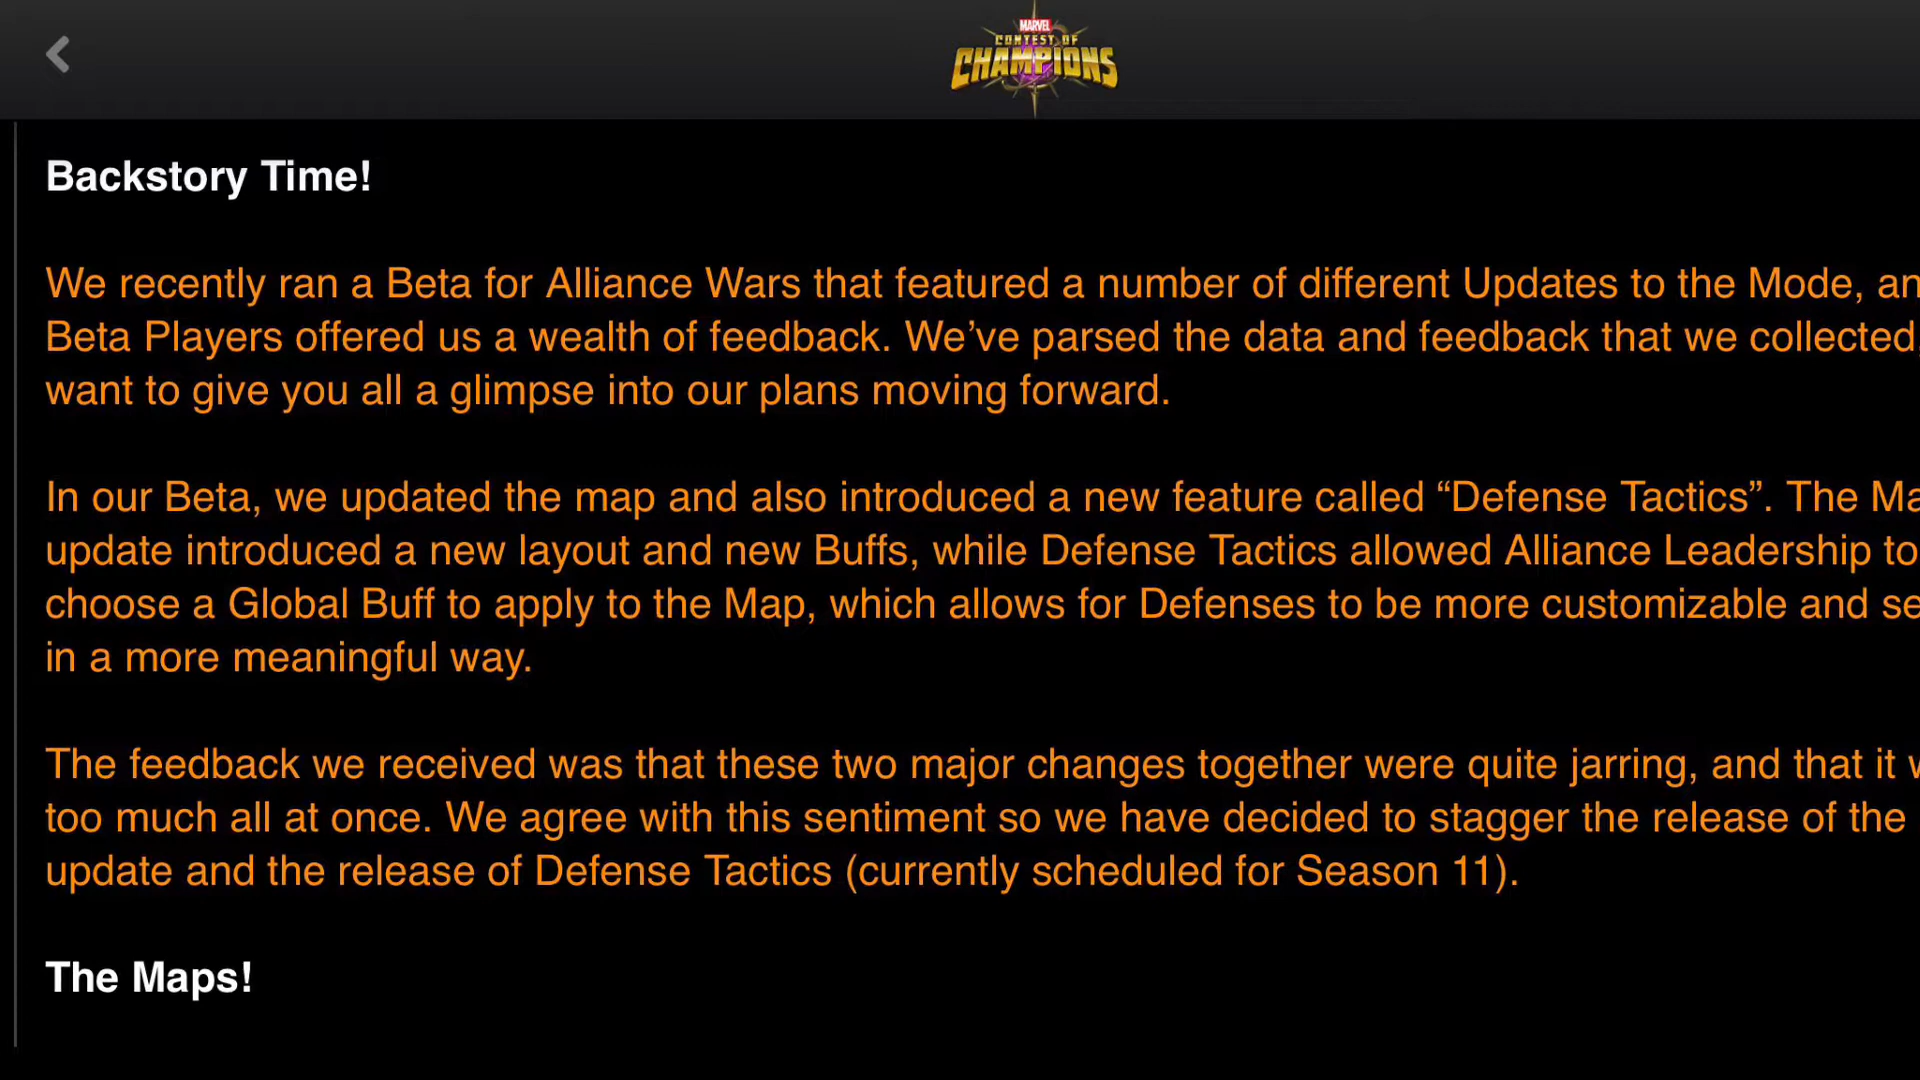 MARVEL
CONTEST OF
CHAMPIONS
Backstory Time!
We recently ran a Beta for Alliance Wars that featured a number of different Updates to the Mode,
Beta Players offered us a wealth of feedback. We’ve parsed the data and feedback that we collected,
want to give you all a glimpse into our plans moving forward.
In our Beta, we updated the map and also introduced a new feature called “Defense Tactics”. The
update introduced a new layout and new Buffs, while Defense Tactics allowed Alliance Leadership to
choose a Global Buff to apply to the Map, which allows for Defenses to be more customizable and
in a more meaningful way.
The feedback we received was that these two major changes together were quite jarring, and that it
too much all at once. We agree with this sentiment so we have decided to stagger the release of the
update and the release of Defense Tactics (currently scheduled for Season 11).
The Maps!